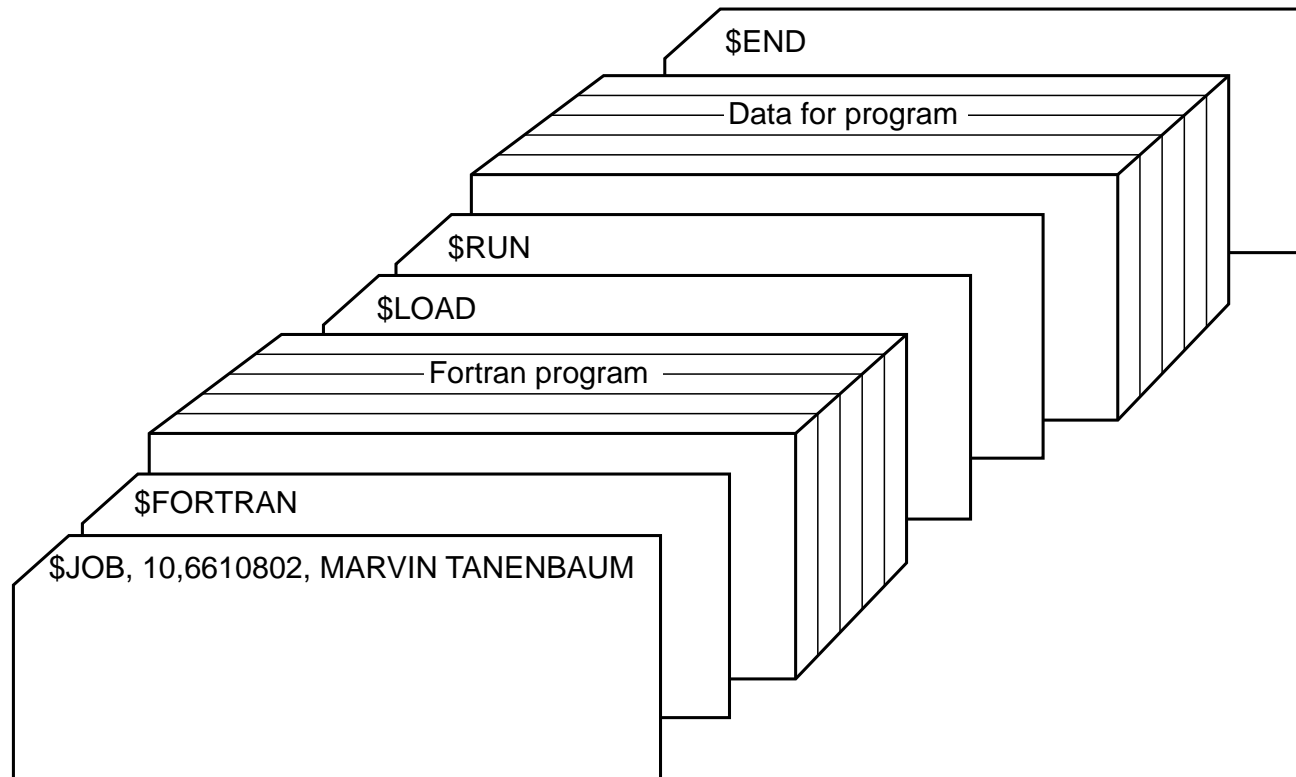 $END
Data for program
$RUN
$LOAD
Fortran program
$FORTRAN
$JOB, 10,6610802, MARVIN TANENBAUM